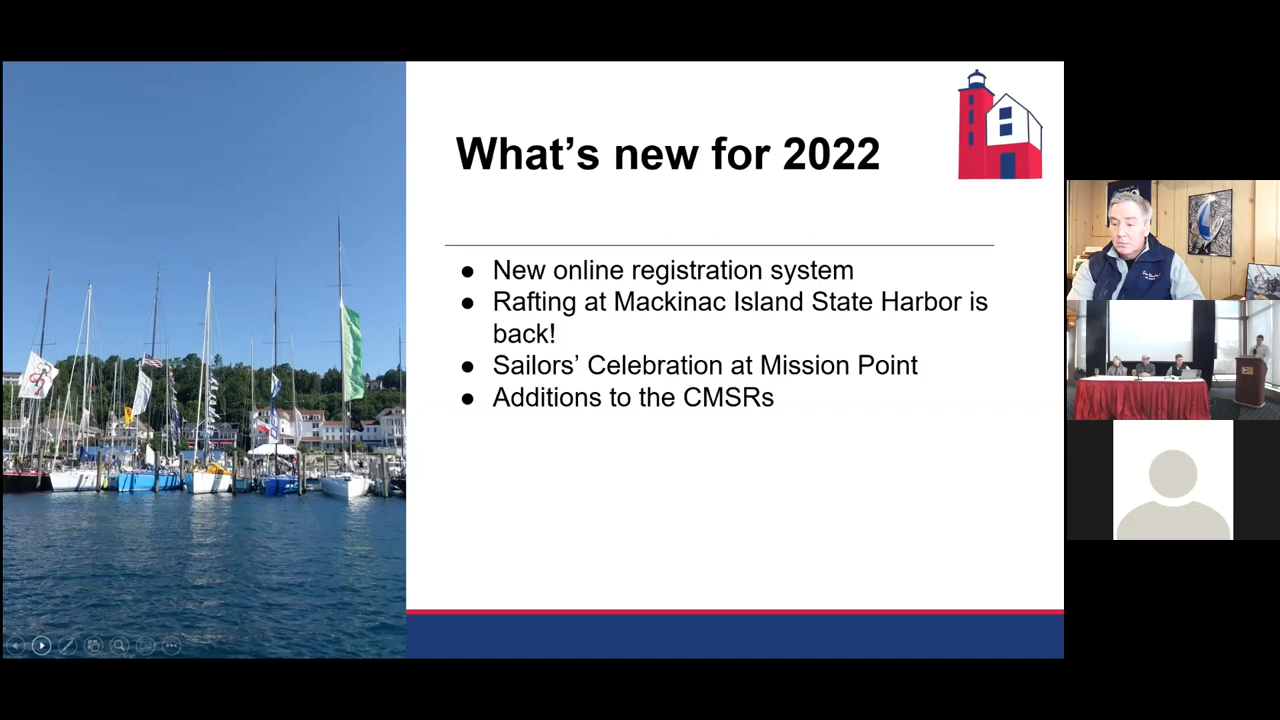 What’s new for 2022
● New online registration system
● Rafting at Mackinac Island State Harbor is
back!
● Sailors’ Celebration at Mission Point
● Additions to the CMSRs